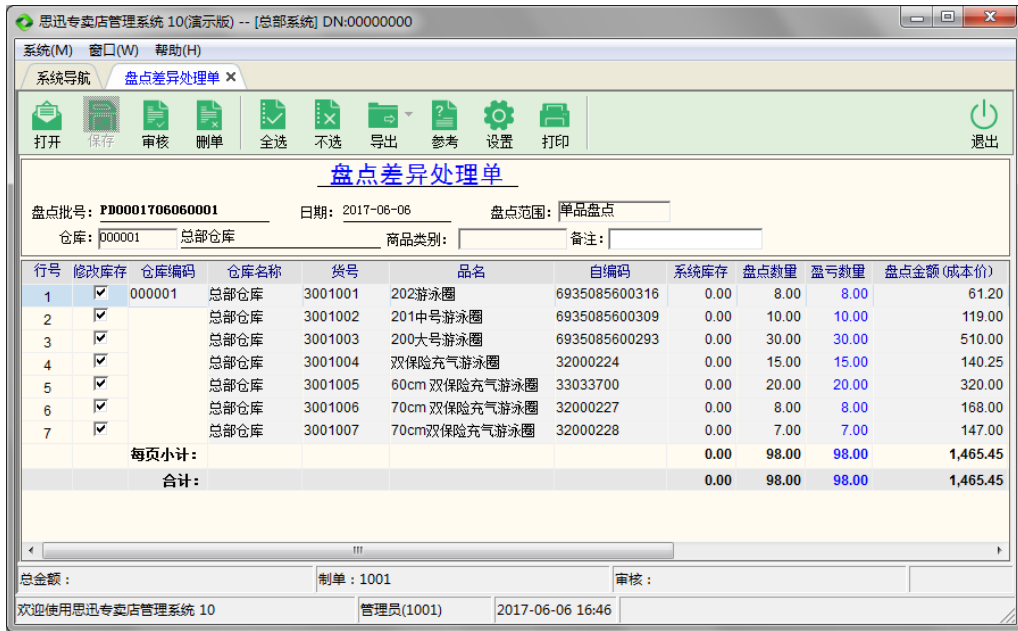 思迅专卖店管理系统 10(演示版) -- [总部系统] DN:00000000
系统(M) 窗口(W) 帮助(H)
系统导航 盘点差异处理单
打开 保存 审核 删单 全选 不选 导出 参考 设置 打印 退出
盘点差异处理单
盘点批号: PD0001706060001 日期: 2017-06-06 盘点范围: 单品盘点
仓库: 000001 总部仓库 商品类别: 备注:
行号 修改库存 仓库编码 仓库名称 货号 品名 自编码 系统库存 盘点数量 盈亏数量 盘点金额(成本价)
1 000001 总部仓库 3001001 202游泳圈 6935085600316 0.00 8.00 8.00 61.20
2 总部仓库 3001002 201中号游泳圈 6935085600309 0.00 10.00 10.00 119.00
3 总部仓库 3001003 200大号游泳圈 6935085600293 0.00 30.00 30.00 510.00
4 总部仓库 3001004 双保险充气游泳圈 32000224 0.00 15.00 15.00 140.25
5 总部仓库 3001005 60cm 双保险充气游泳圈 33033700 0.00 20.00 20.00 320.00
6 总部仓库 3001006 70cm 双保险充气游泳圈 32000227 0.00 8.00 8.00 168.00
7 总部仓库 3001007 70cm双保险充气游泳圈 32000228 0.00 7.00 7.00 147.00
每页小计: 0.00 98.00 98.00 1,465.45
合计: 0.00 98.00 98.00 1,465.45
总金额: 制单:1001 审核:
欢迎使用思迅专卖店管理系统 10 管理员(1001) 2017-06-06 16:46